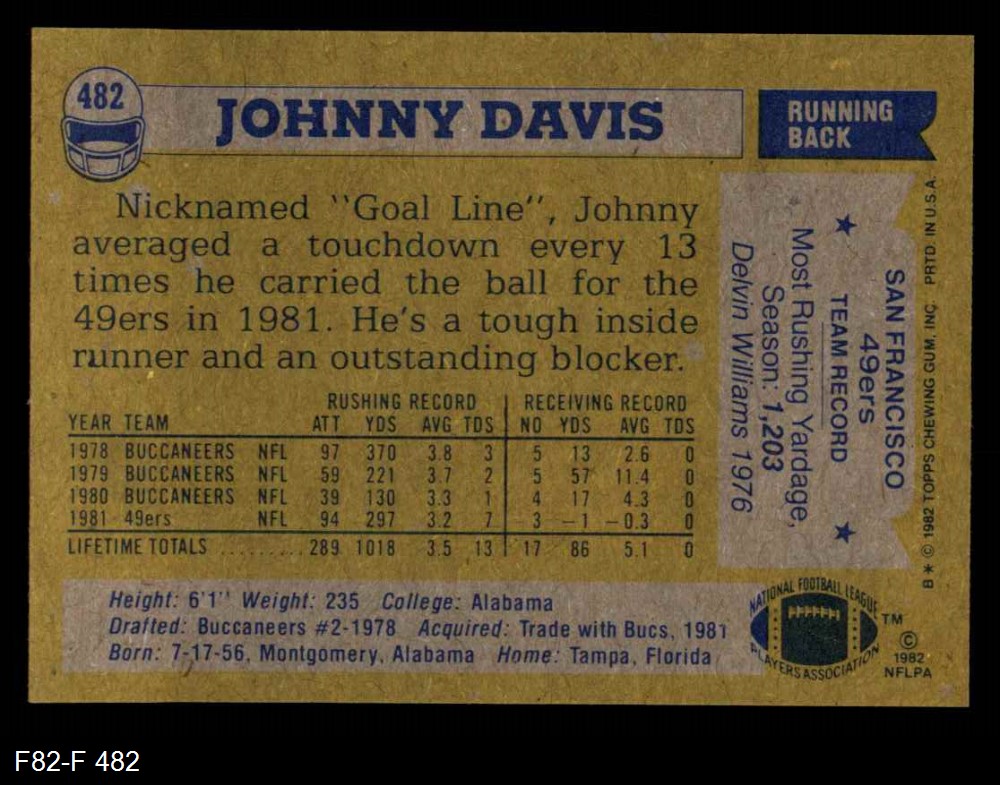 482
JOHNNY DAVIS
RUNNING
BACK
Nicknamed "Goal Line", Johnny
averaged a touchdown every 13
times he carried the ball for the
49ers in 1981. He's a tough inside
runner and an outstanding blocker.
RUSHING RECORD RECEIVING RECORD
YEAR TEAM ATT YDS AVG TDS NO YDS AVG TDS
1978 BUCCANEERS NFL 97 370 3.8 3 5 13 2.6 0
1979 BUCCANEERS NFL 59 221 3.7 2 5 57 11.4 0
1980 BUCCANEERS NFL 39 130 3.3 1 4 17 4.3 0
1981 49ers NFL 94 297 3.2 7 3 -1 -0.3 0
LIFETIME TOTALS ......... 289 1018 3.5 13 17 86 5.1 0
Height: 6'1" Weight: 235 College: Alabama
Drafted: Buccaneers #2-1978 Acquired: Trade with Bucs, 1981
Born: 7-17-56, Montgomery, Alabama Home: Tampa, Florida
SAN FRANCISCO
49ers
TEAM RECORD
Most Rushing Yardage,
Season: 1,203
Delvin Williams 1976
B* © 1982 TOPPS CHEWING GUM, INC. PRTD. IN U.S.A.
NATIONAL FOOTBALL LEAGUE
PLAYERS ASSOCIATION
TM
©
1982
NFLPA
F82-F 482